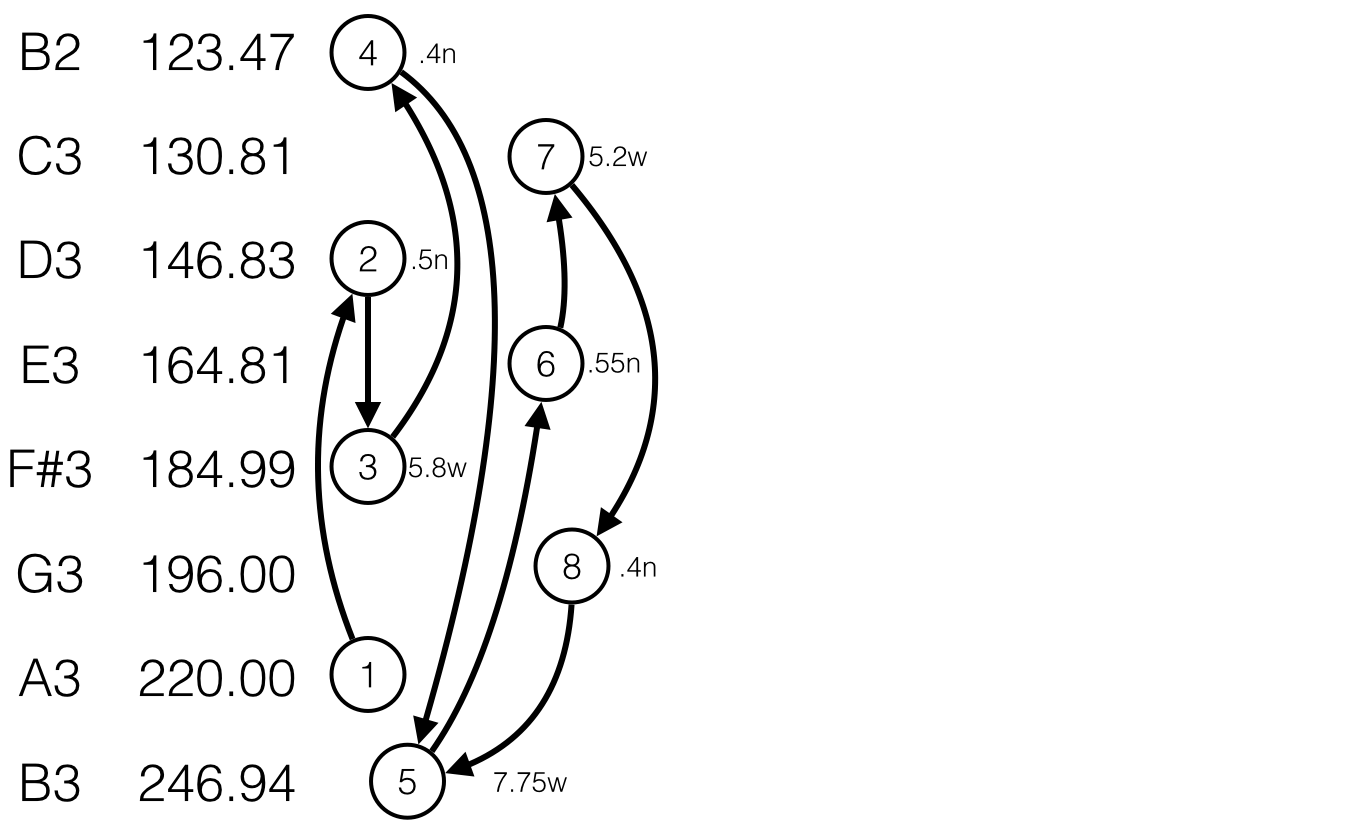 B2 123.47 4 .4n
C3 130.81 7 5.2w
D3 146.83 2 .5n
E3 164.81 6 .55n
F#3 184.99 3 5.8w
G3 196.00 8 .4n
A3 220.00 1
B3 246.94 5 7.75w